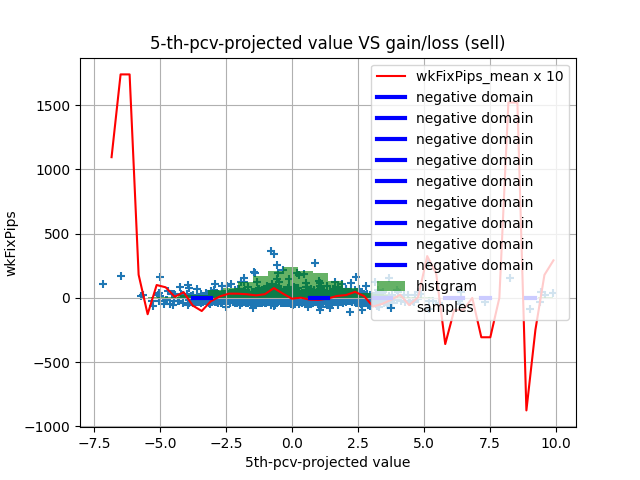 5-th-pcv-projected value VS gain/loss (sell)
wkFixPips_mean x 10
negative domain
negative domain
negative domain
negative domain
negative domain
negative domain
negative domain
negative domain
negative domain
histgram
samples
wkFixPips
1500
1000
500
0
−500
−1000
−7.5 −5.0 −2.5 0.0 2.5 5.0 7.5 10.0
5th-pcv-projected value